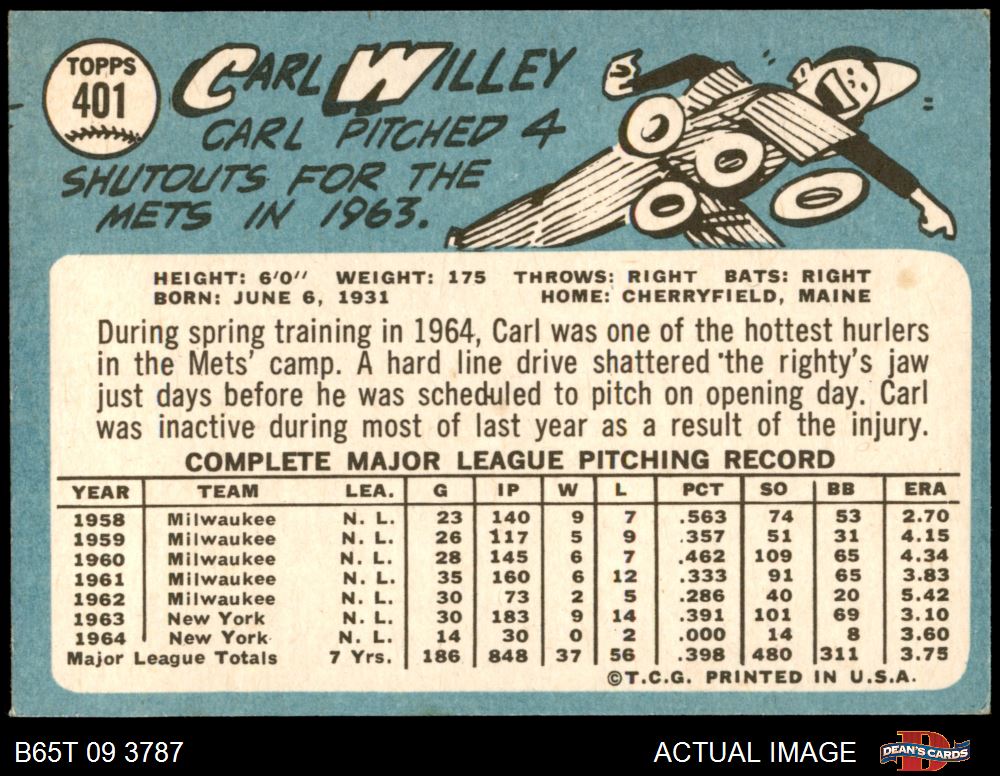 TOPPS
401
CARL WILLEY
CARL PITCHED 4
SHUTOUTS FOR THE
METS IN 1963.
HEIGHT: 6'0" WEIGHT: 175 THROWS: RIGHT BATS: RIGHT
BORN: JUNE 6, 1931 HOME: CHERRYFIELD, MAINE
During spring training in 1964, Carl was one of the hottest hurlers
in the Mets' camp. A hard line drive shattered the righty's jaw
just days before he was scheduled to pitch on opening day. Carl
was inactive during most of last year as a result of the injury.
COMPLETE MAJOR LEAGUE PITCHING RECORD
YEAR TEAM LEA. G IP W L PCT SO BB ERA
1958 Milwaukee N. L. 23 140 9 7 .563 74 53 2.70
1959 Milwaukee N. L. 26 117 5 9 .357 51 31 4.15
1960 Milwaukee N. L. 28 145 6 7 .462 109 65 4.34
1961 Milwaukee N. L. 35 160 6 12 .333 91 65 3.83
1962 Milwaukee N. L. 30 73 2 5 .286 40 20 5.42
1963 New York N. L. 30 183 9 14 .391 101 69 3.10
1964 New York N. L. 14 30 0 2 .000 14 8 3.60
Major League Totals 7 Yrs. 186 848 37 56 .398 480 311 3.75
©T.C.G. PRINTED IN U.S.A.
B65T 09 3787 ACTUAL IMAGE DEAN'S CARDS